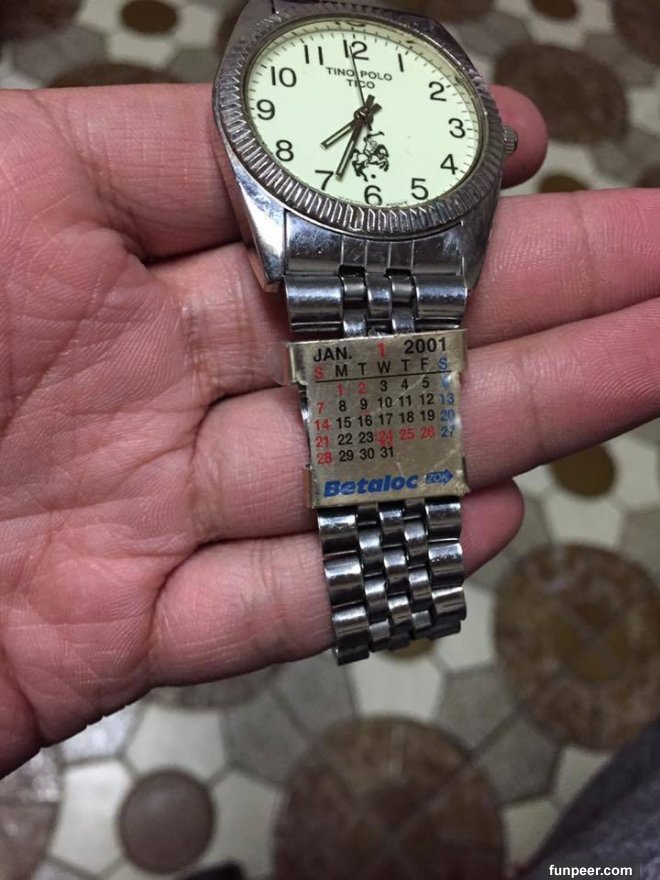 11 12 1
10 2
TINO POLO
TICO
9 3
8 4
7 6 5
JAN. 1 2001
S M T W T F S
1 2 3 4 5 6
7 8 9 10 11 12 13
14 15 16 17 18 19 20
21 22 23 24 25 26 27
28 29 30 31
Betaloc ZOK
funpeer.com